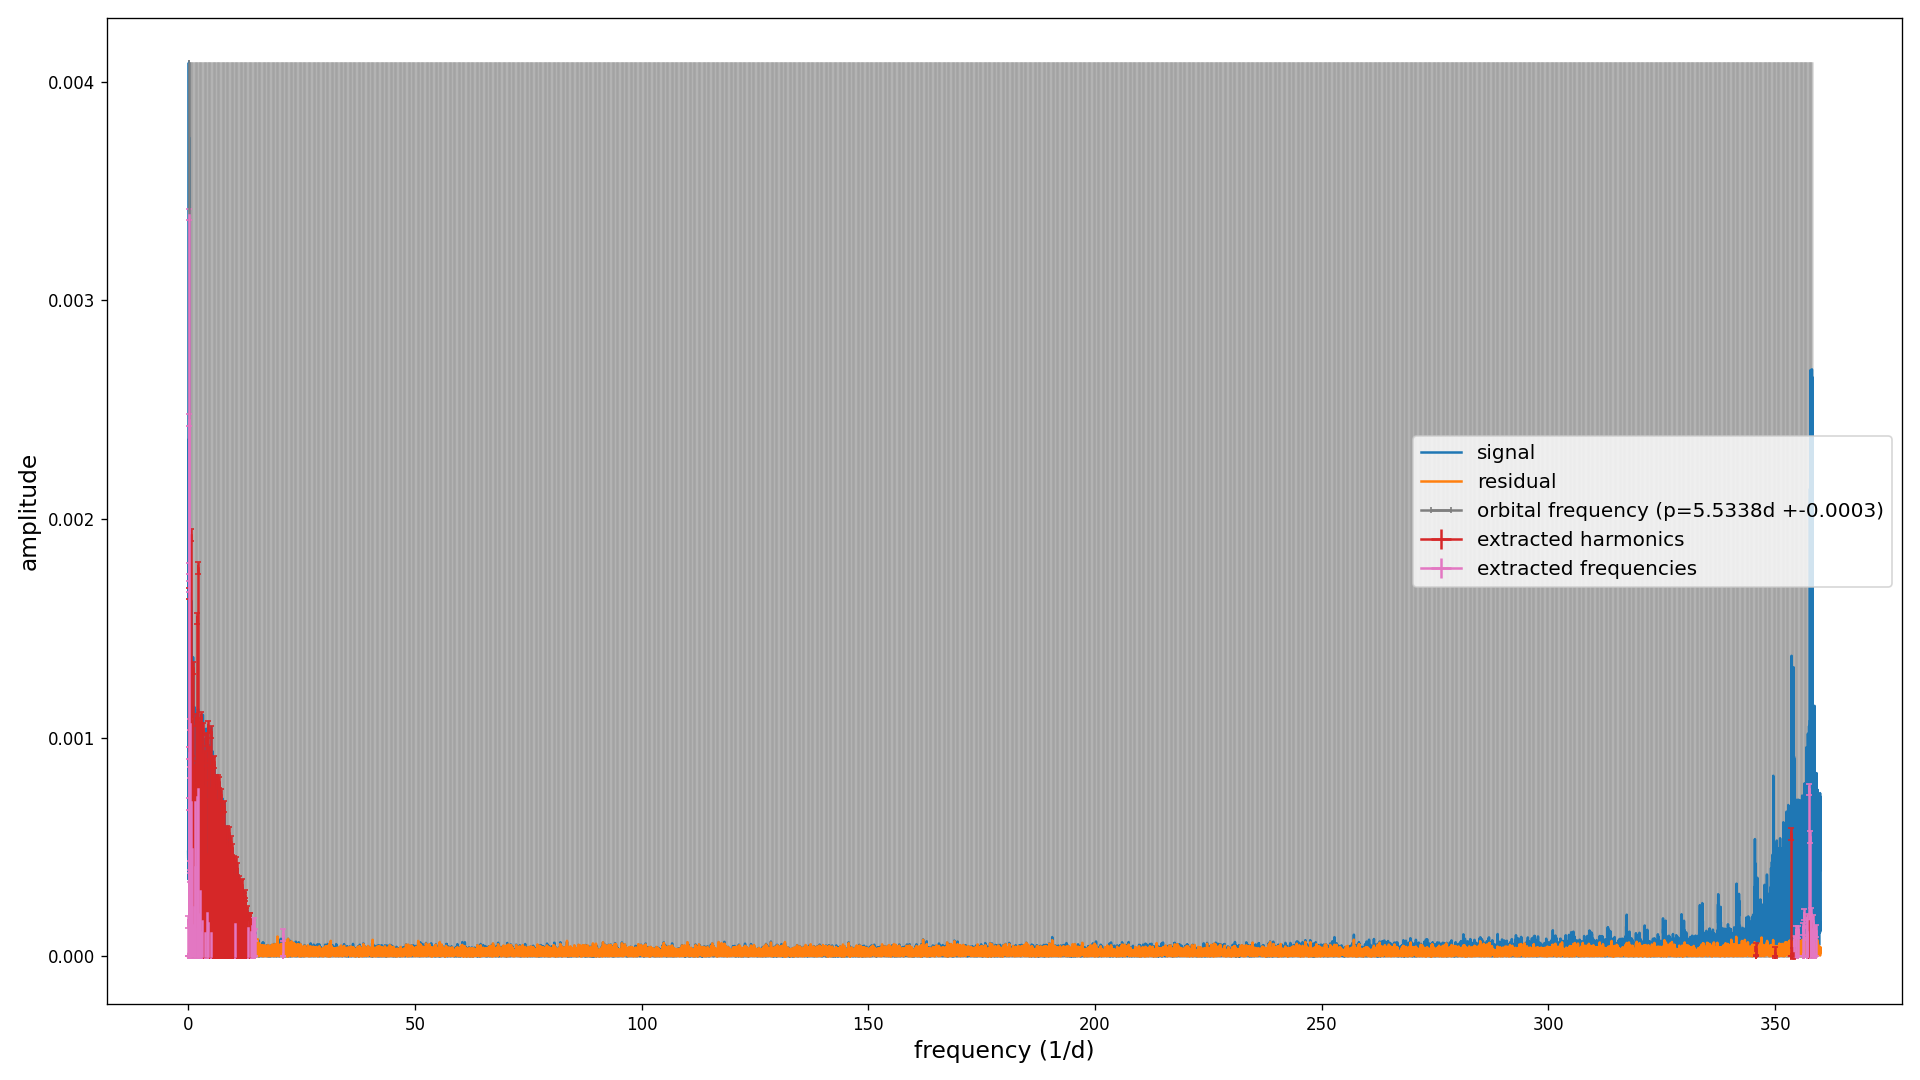 0.004
0.003
0.002
0.001
0.000
amplitude
signal
residual
orbital frequency (p=5.5338d +-0.0003)
extracted harmonics
extracted frequencies
0 50 100 150 200 250 300 350
frequency (1/d)